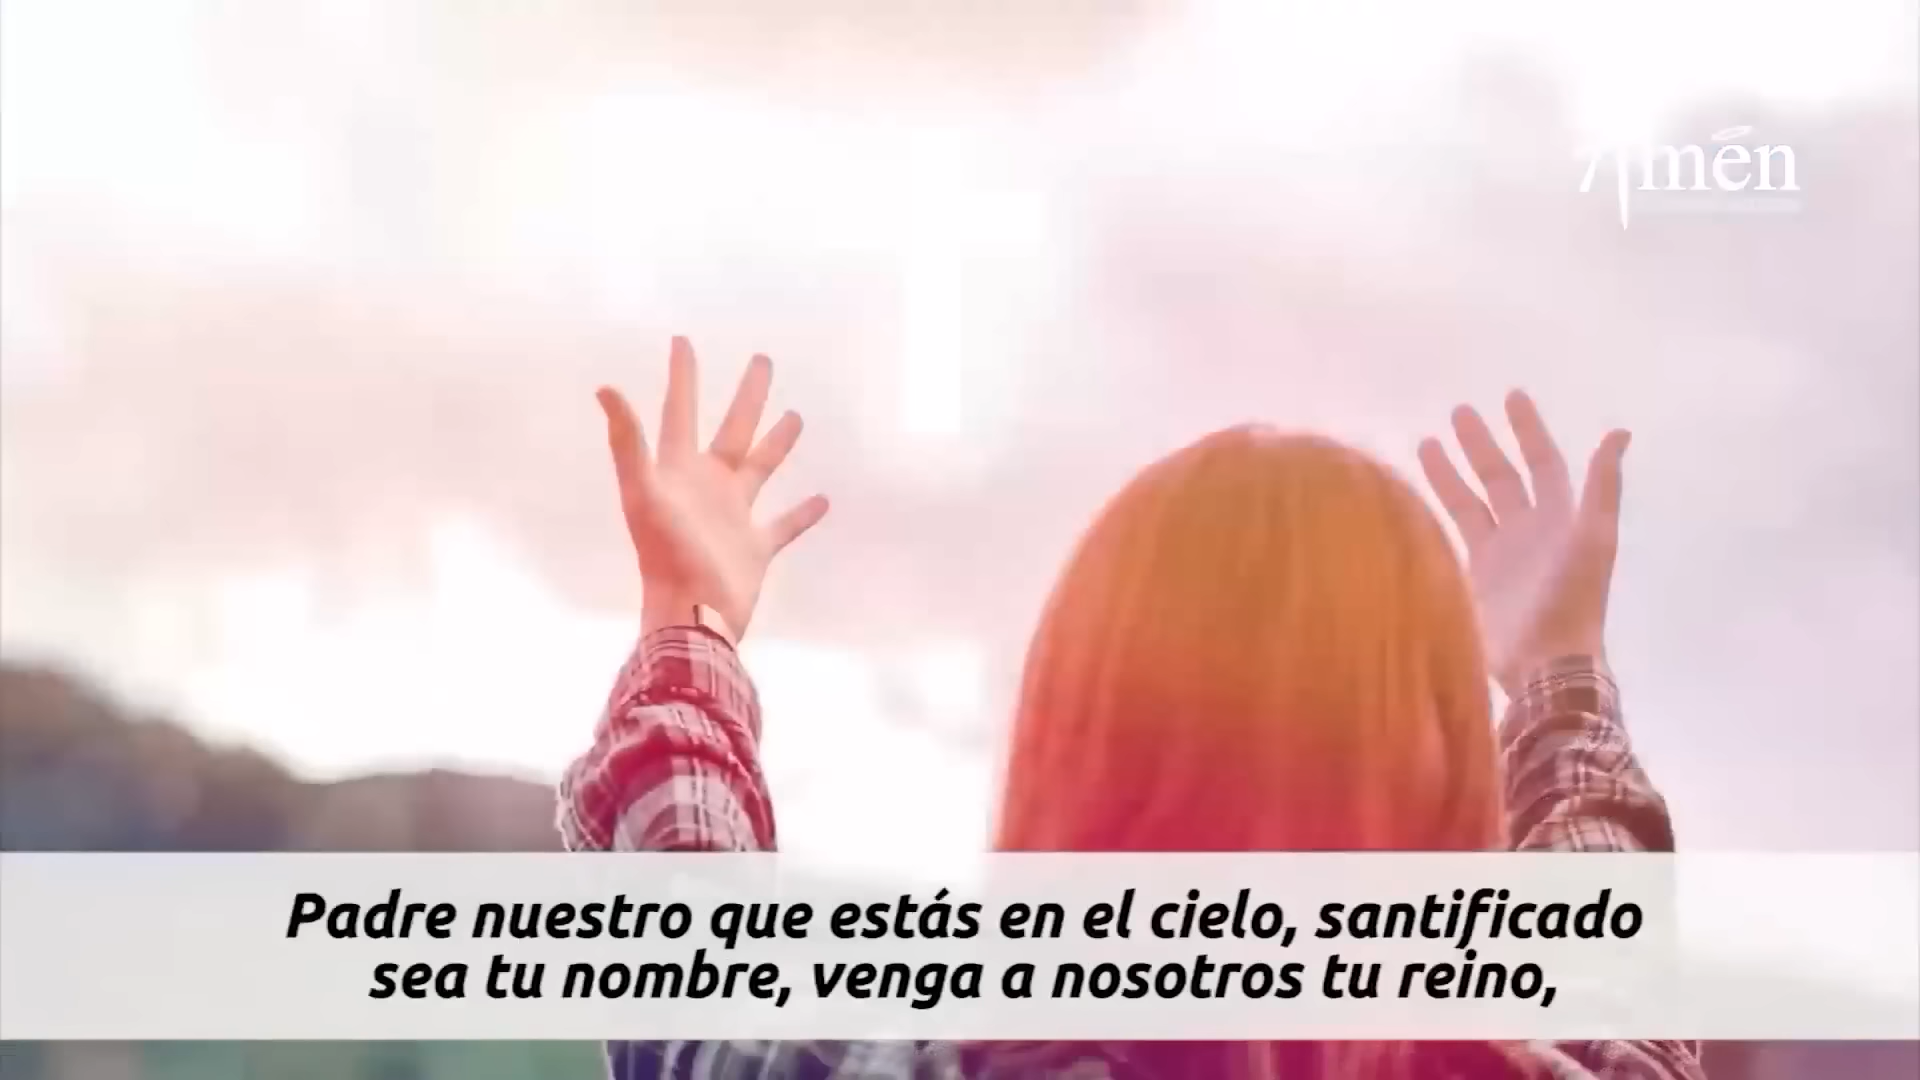 Amén
Padre nuestro que estás en el cielo, santificado
sea tu nombre, venga a nosotros tu reino,